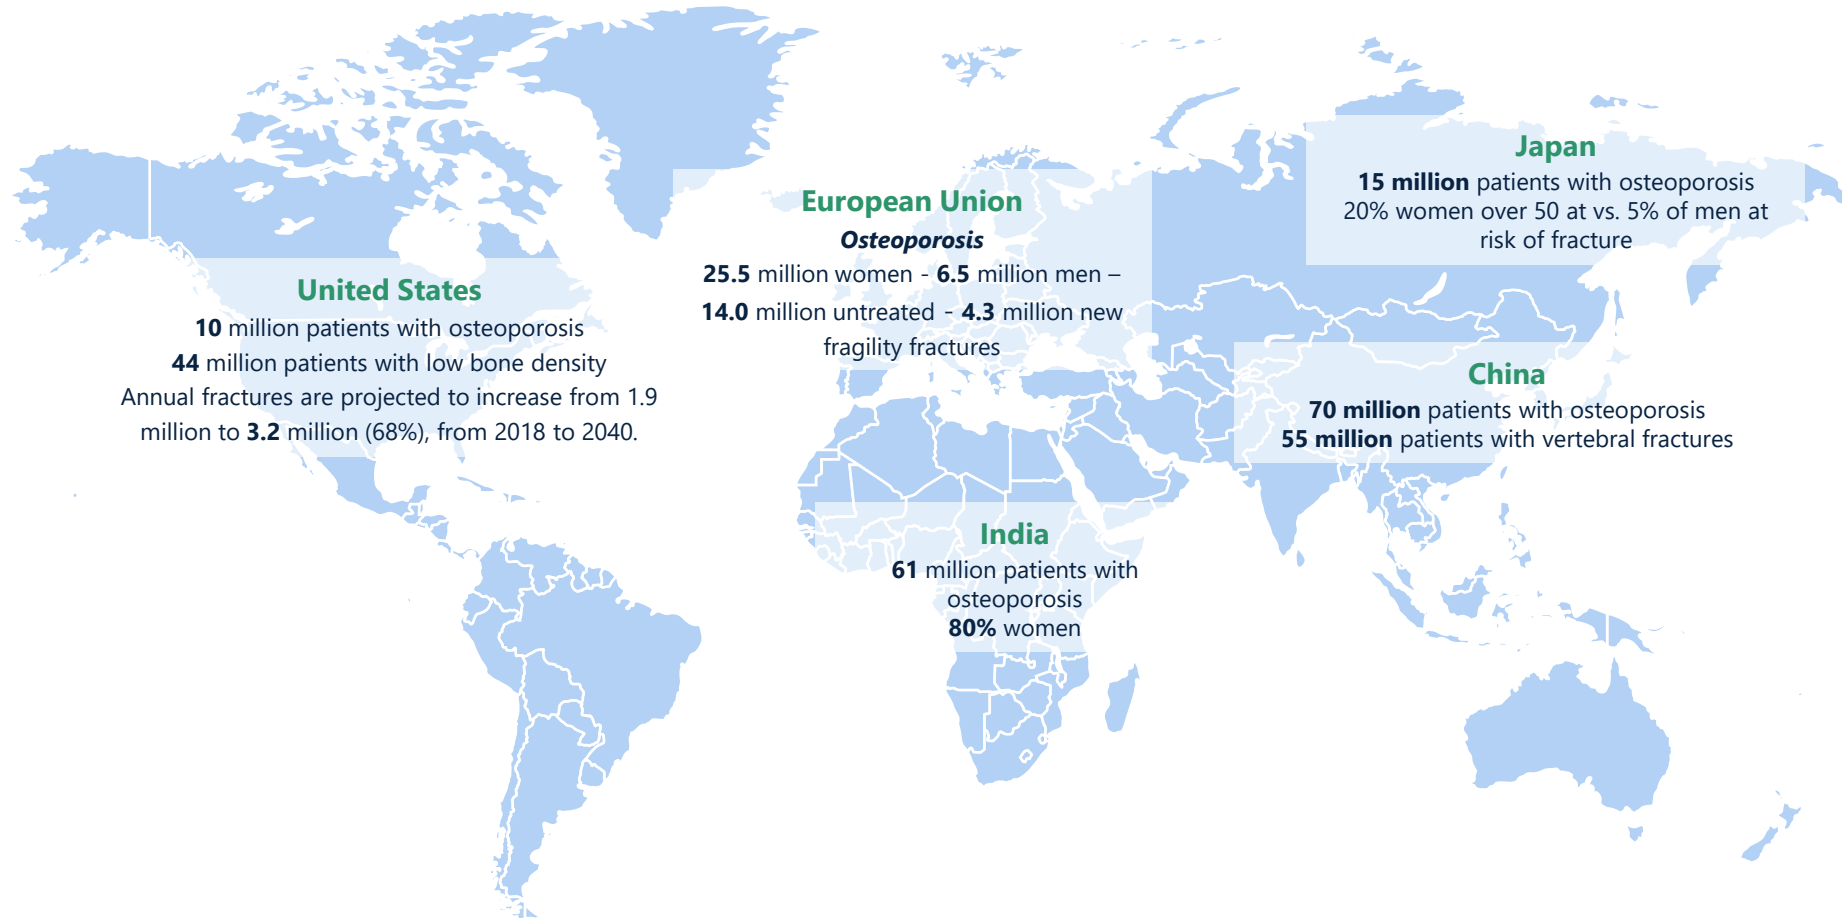 Japan
15 million patients with osteoporosis
20% women over 50 at vs. 5% of men at
risk of fracture
European Union
Osteoporosis
25.5 million women - 6.5 million men –
14.0 million untreated - 4.3 million new
fragility fractures
United States
10 million patients with osteoporosis
44 million patients with low bone density
Annual fractures are projected to increase from 1.9
million to 3.2 million (68%), from 2018 to 2040.
China
70 million patients with osteoporosis
55 million patients with vertebral fractures
India
61 million patients with
osteoporosis
80% women